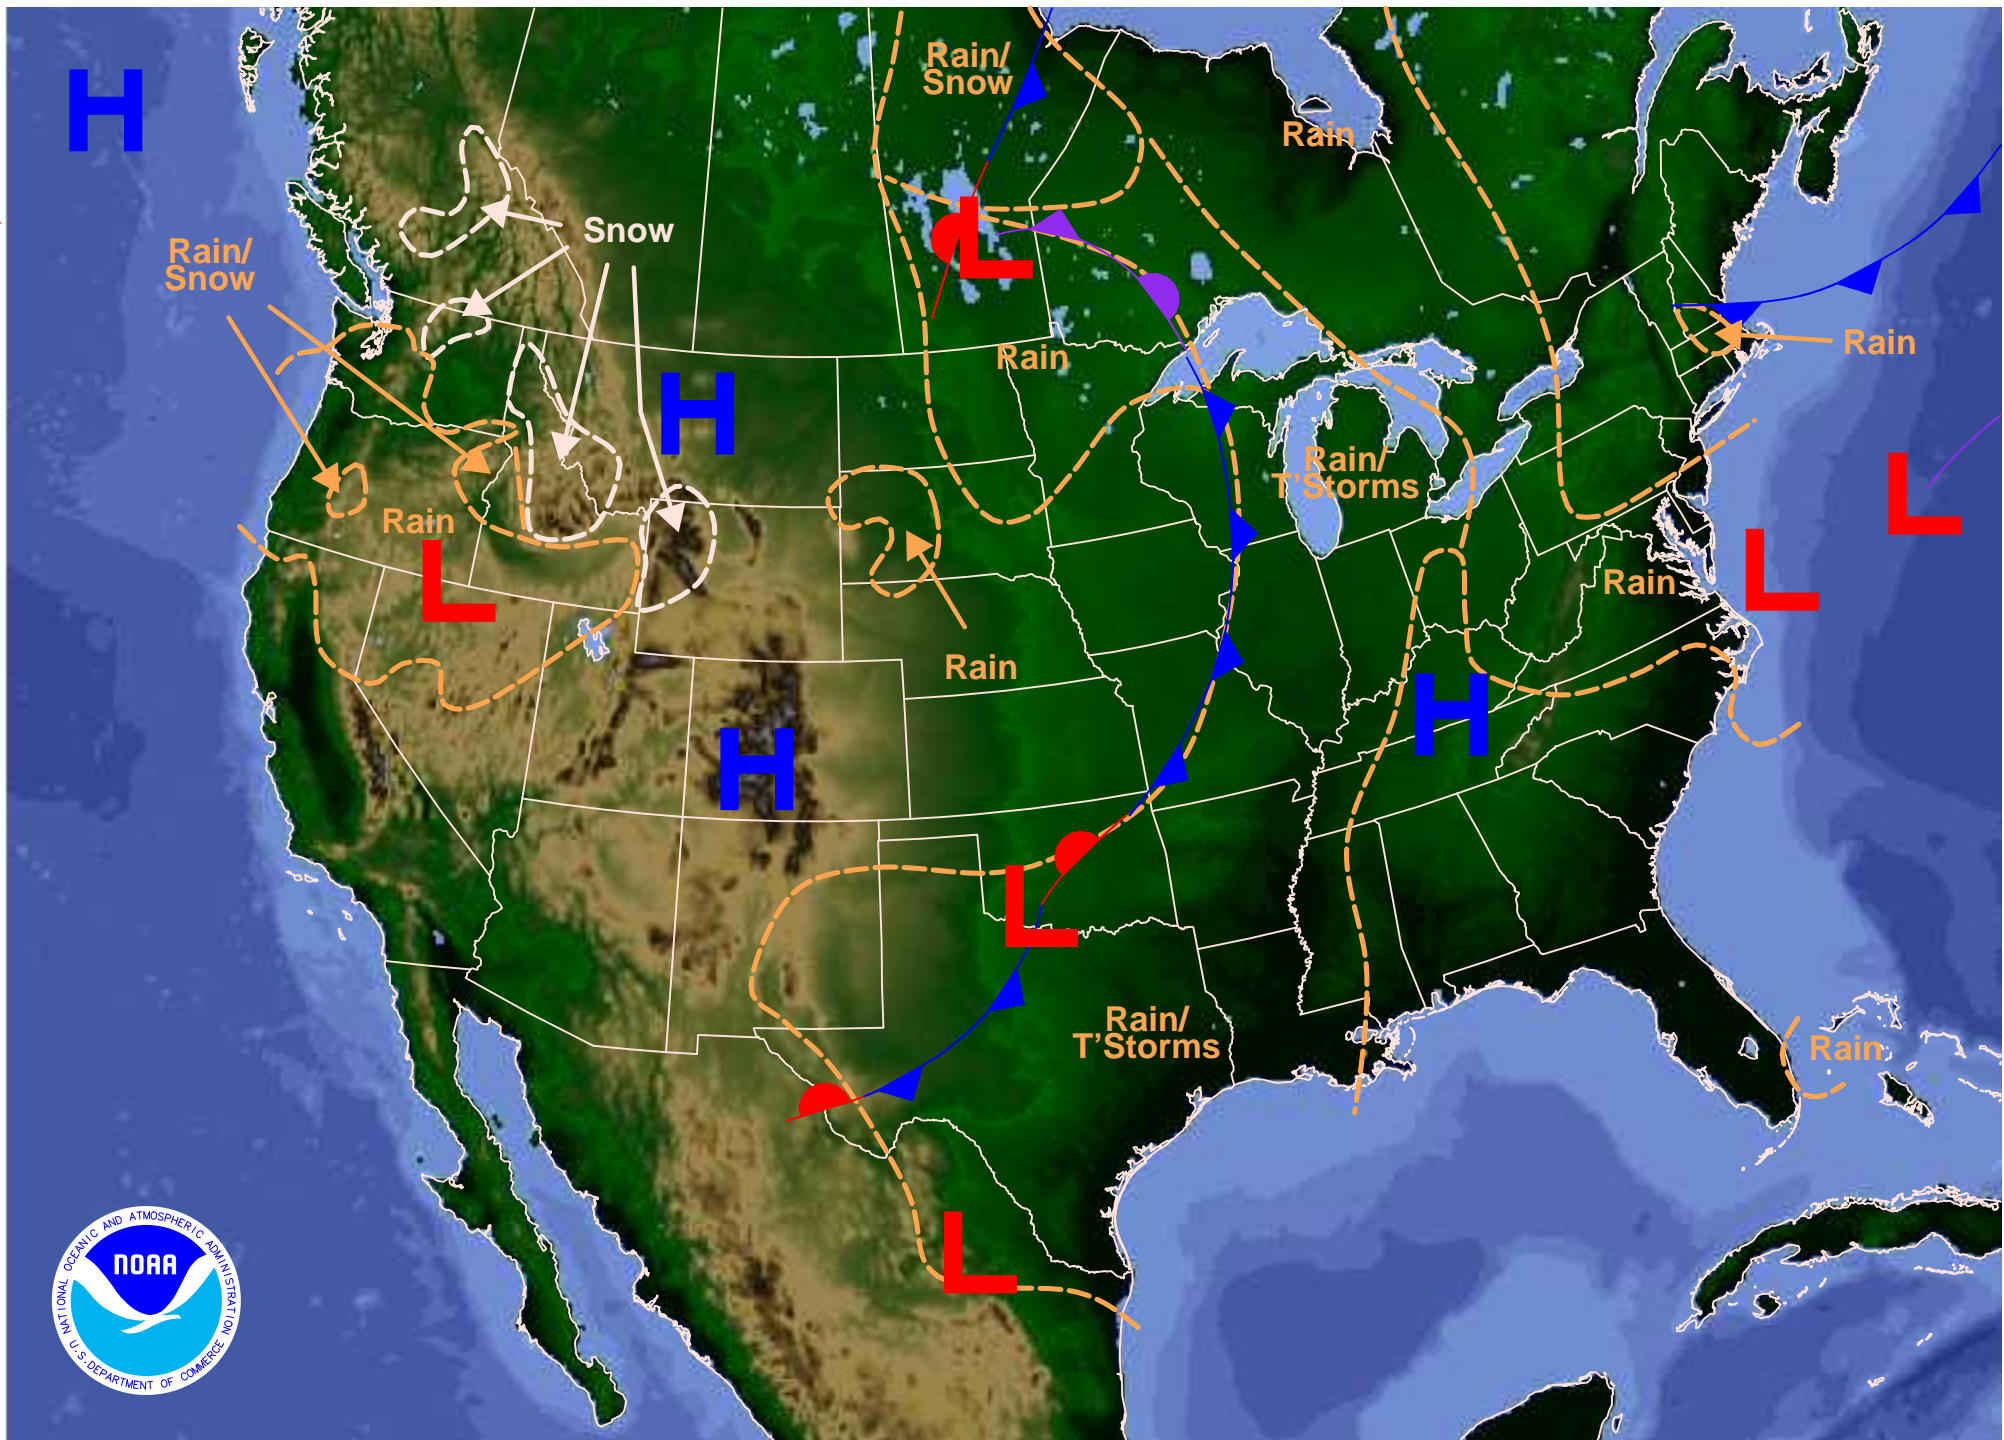 H
Rain/
Snow
Rain
Snow
Rain/
Snow
Rain
Rain
H
Rain/
T'Storms
L
L
Rain
L
L
Rain
Rain
H
H
L
Rain/
T'Storms
Rain
L
NATIONAL OCEANIC AND ATMOSPHERIC ADMINISTRATION
NOAA
U.S. DEPARTMENT OF COMMERCE
L
Rain